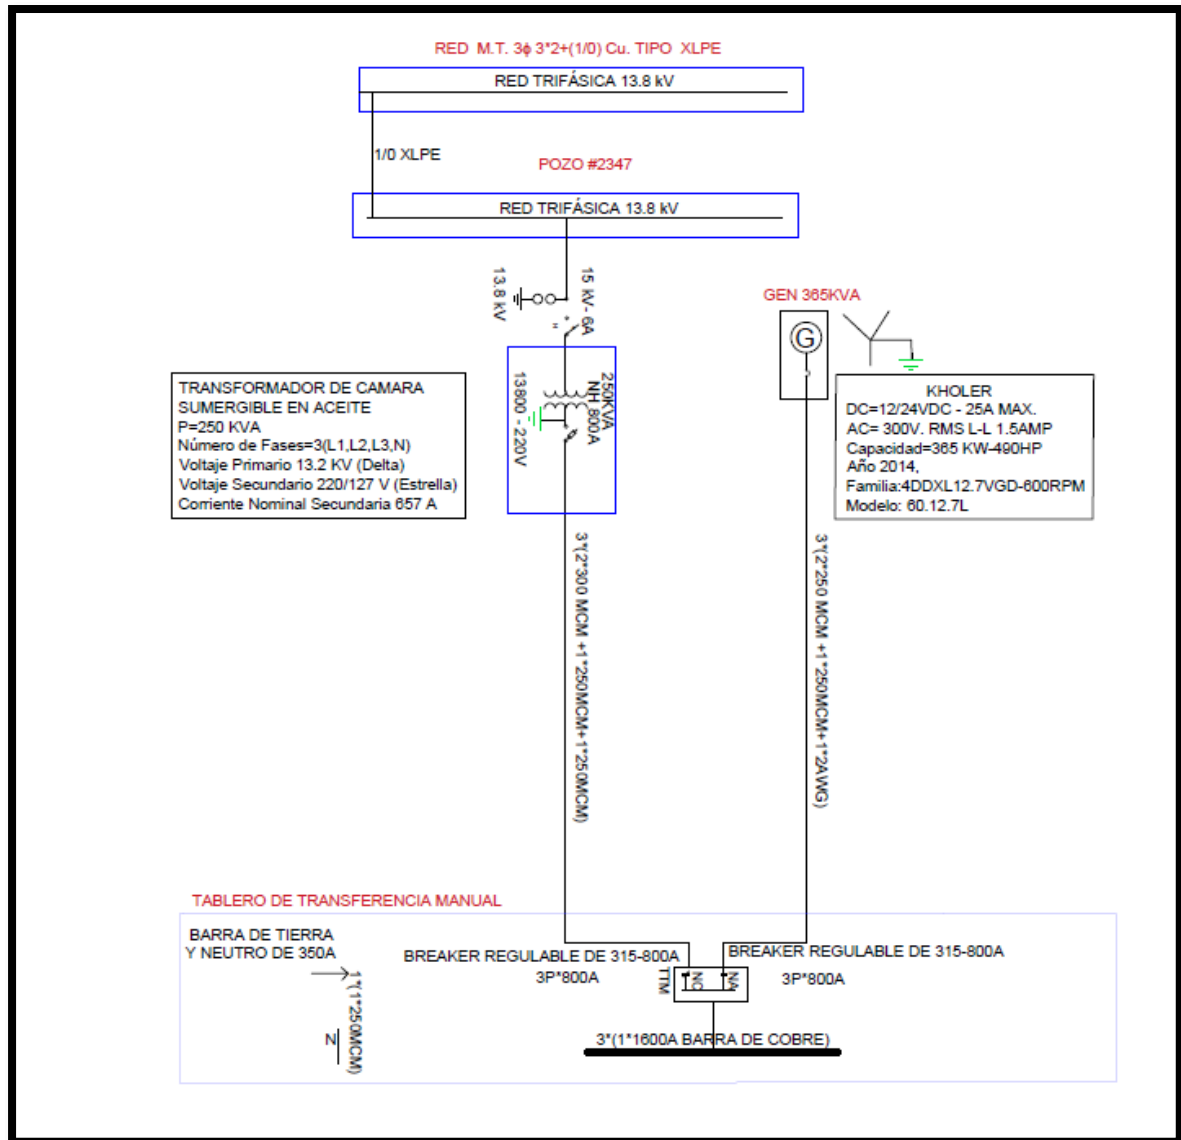 RED M.T. 3ϕ 3*2+(1/0) Cu. TIPO XLPE
RED TRIFÁSICA 13.8 kV
1/0 XLPE
POZO #2347
RED TRIFÁSICA 13.8 kV
13.8 kV
15 kV- 6A
GEN 365KVA
G
250KVA
NH 800A
13800 - 220V
TRANSFORMADOR DE CAMARA
SUMERGIBLE EN ACEITE
P=250 KVA
Número de Fases=3(L1,L2,L3,N)
Voltaje Primario 13.2 KV (Delta)
Voltaje Secundario 220/127 V (Estrella)
Corriente Nominal Secundaria 657 A
KHOLER
DC=12/24VDC - 25A MAX.
AC= 300V. RMS L-L 1.5AMP
Capacidad=365 KW-490HP
Año 2014,
Familia:4DDXL12.7VGD-600RPM
Modelo: 60.12.7L
3*(2*300 MCM +1*250MCM+1*250MCM)
3*(2*250 MCM +1*250MCM+1*2AWG)
TABLERO DE TRANSFERENCIA MANUAL
BARRA DE TIERRA
Y NEUTRO DE 350A
1*(1*250MCM)
N
BREAKER REGULABLE DE 315-800A
3P*800A
BREAKER REGULABLE DE 315-800A
3P*800A
TTM
NC
NA
3*(1*1600A BARRA DE COBRE)